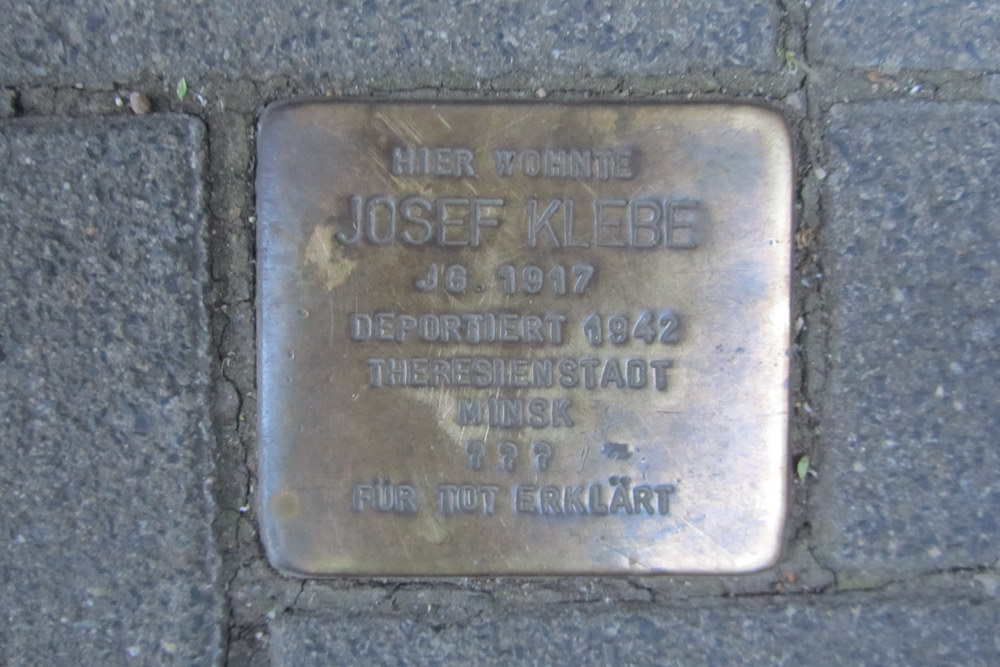 HIER WOHNTE
JOSEF KLEBE
JG. 1917
DEPORTIERT 1942
THERESIENSTADT
MINSK
???
FÜR TOT ERKLÄRT